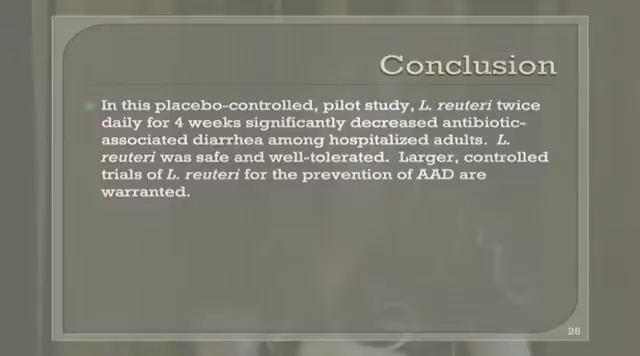 Conclusion
In this placebo-controlled, pilot study, L. reuteri twice
daily for 4 weeks significantly decreased antibiotic-
associated diarrhea among hospitalized adults. L.
reuteri was safe and well-tolerated. Larger, controlled
trials of L. reuteri for the prevention of AAD are
warranted.
26